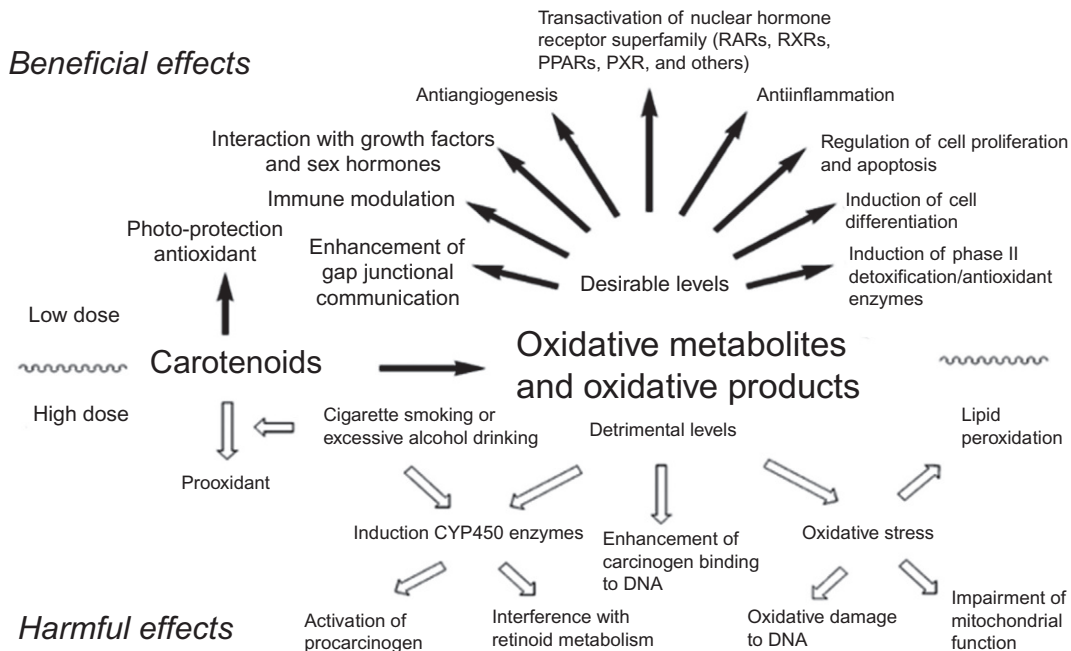 Transactivation of nuclear hormone
receptor superfamily (RARs, RXRs,
PPARs, PXR, and others)
Beneficial effects
Antiangiogenesis
Antiinflammation
Interaction with growth factors
and sex hormones
Regulation of cell proliferation
and apoptosis
Immune modulation
Induction of cell
differentiation
Photo-protection
antioxidant
Enhancement of
gap junctional
communication
Desirable levels
Induction of phase II
detoxification/antioxidant
enzymes
Low dose
Carotenoids
Oxidative metabolites
and oxidative products
High dose
Cigarette smoking or
excessive alcohol drinking
Detrimental levels
Lipid
peroxidation
Prooxidant
Induction CYP450 enzymes
Enhancement of
carcinogen binding
to DNA
Oxidative stress
Harmful effects
Activation of
procarcinogen
Interference with
retinoid metabolism
Oxidative damage
to DNA
Impairment of
mitochondrial
function